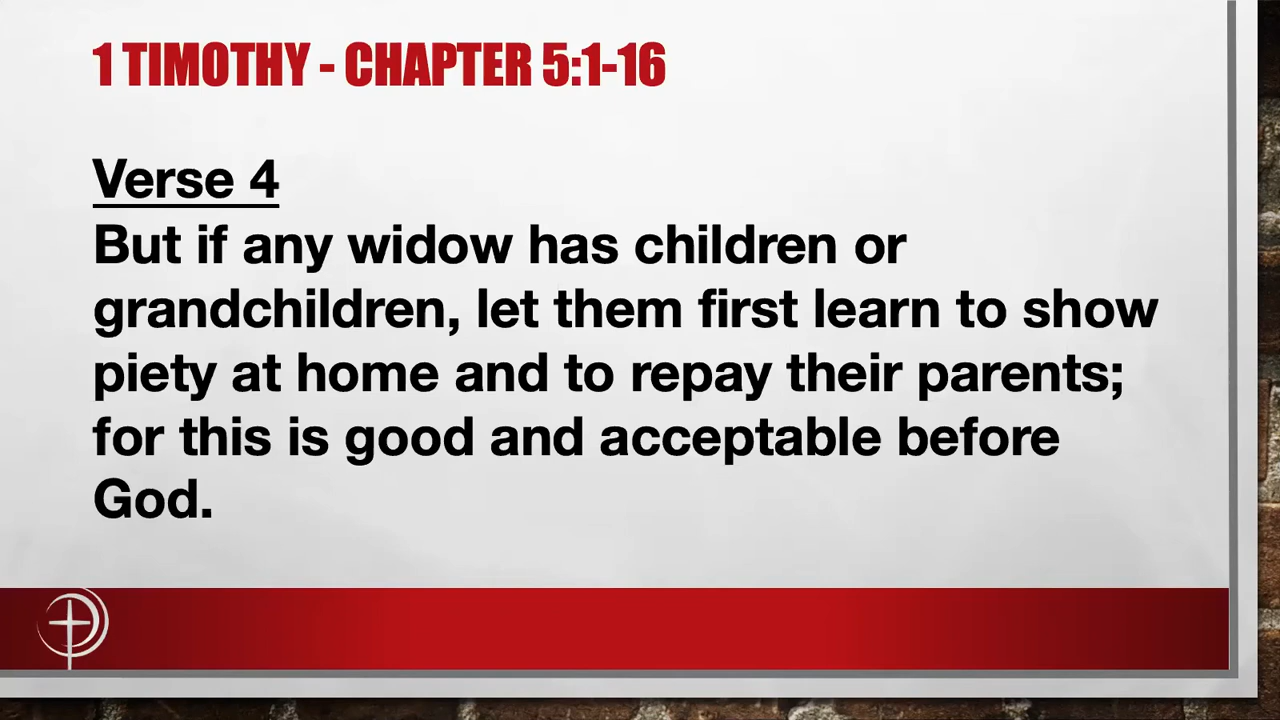 1 TIMOTHY - CHAPTER 5:1-16
Verse 4
But if any widow has children or
grandchildren, let them first learn to show
piety at home and to repay their parents;
for this is good and acceptable before
God.